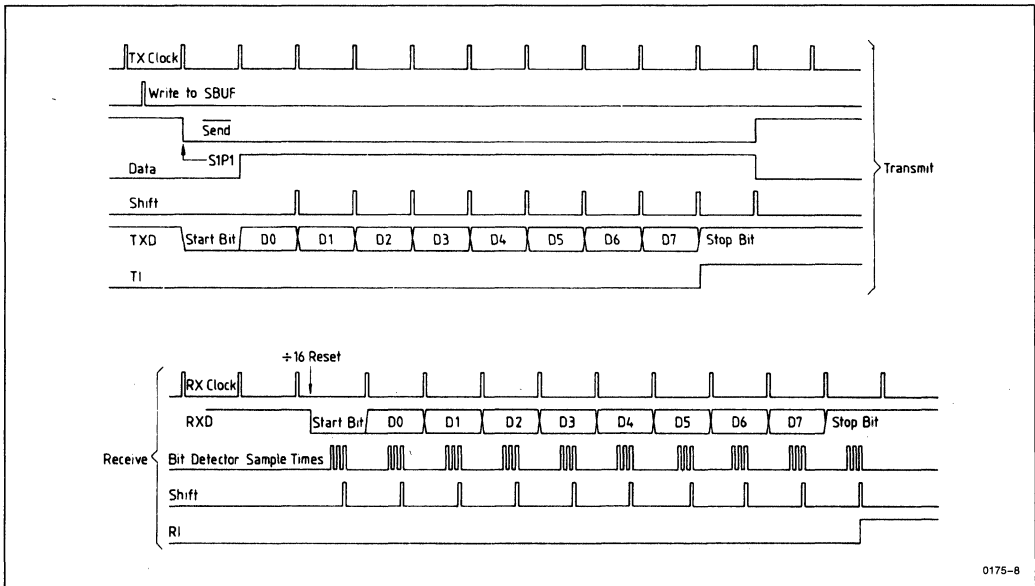 TX Clock
Write to SBUF
Send
S1P1
Data
Transmit
Shift
TXD Start Bit D0 D1 D2 D3 D4 D5 D6 D7 Stop Bit
TI
÷16 Reset
RX Clock
RXD Start Bit D0 D1 D2 D3 D4 D5 D6 D7 Stop Bit
Receive
Bit Detector Sample Times
Shift
RI
0175-8